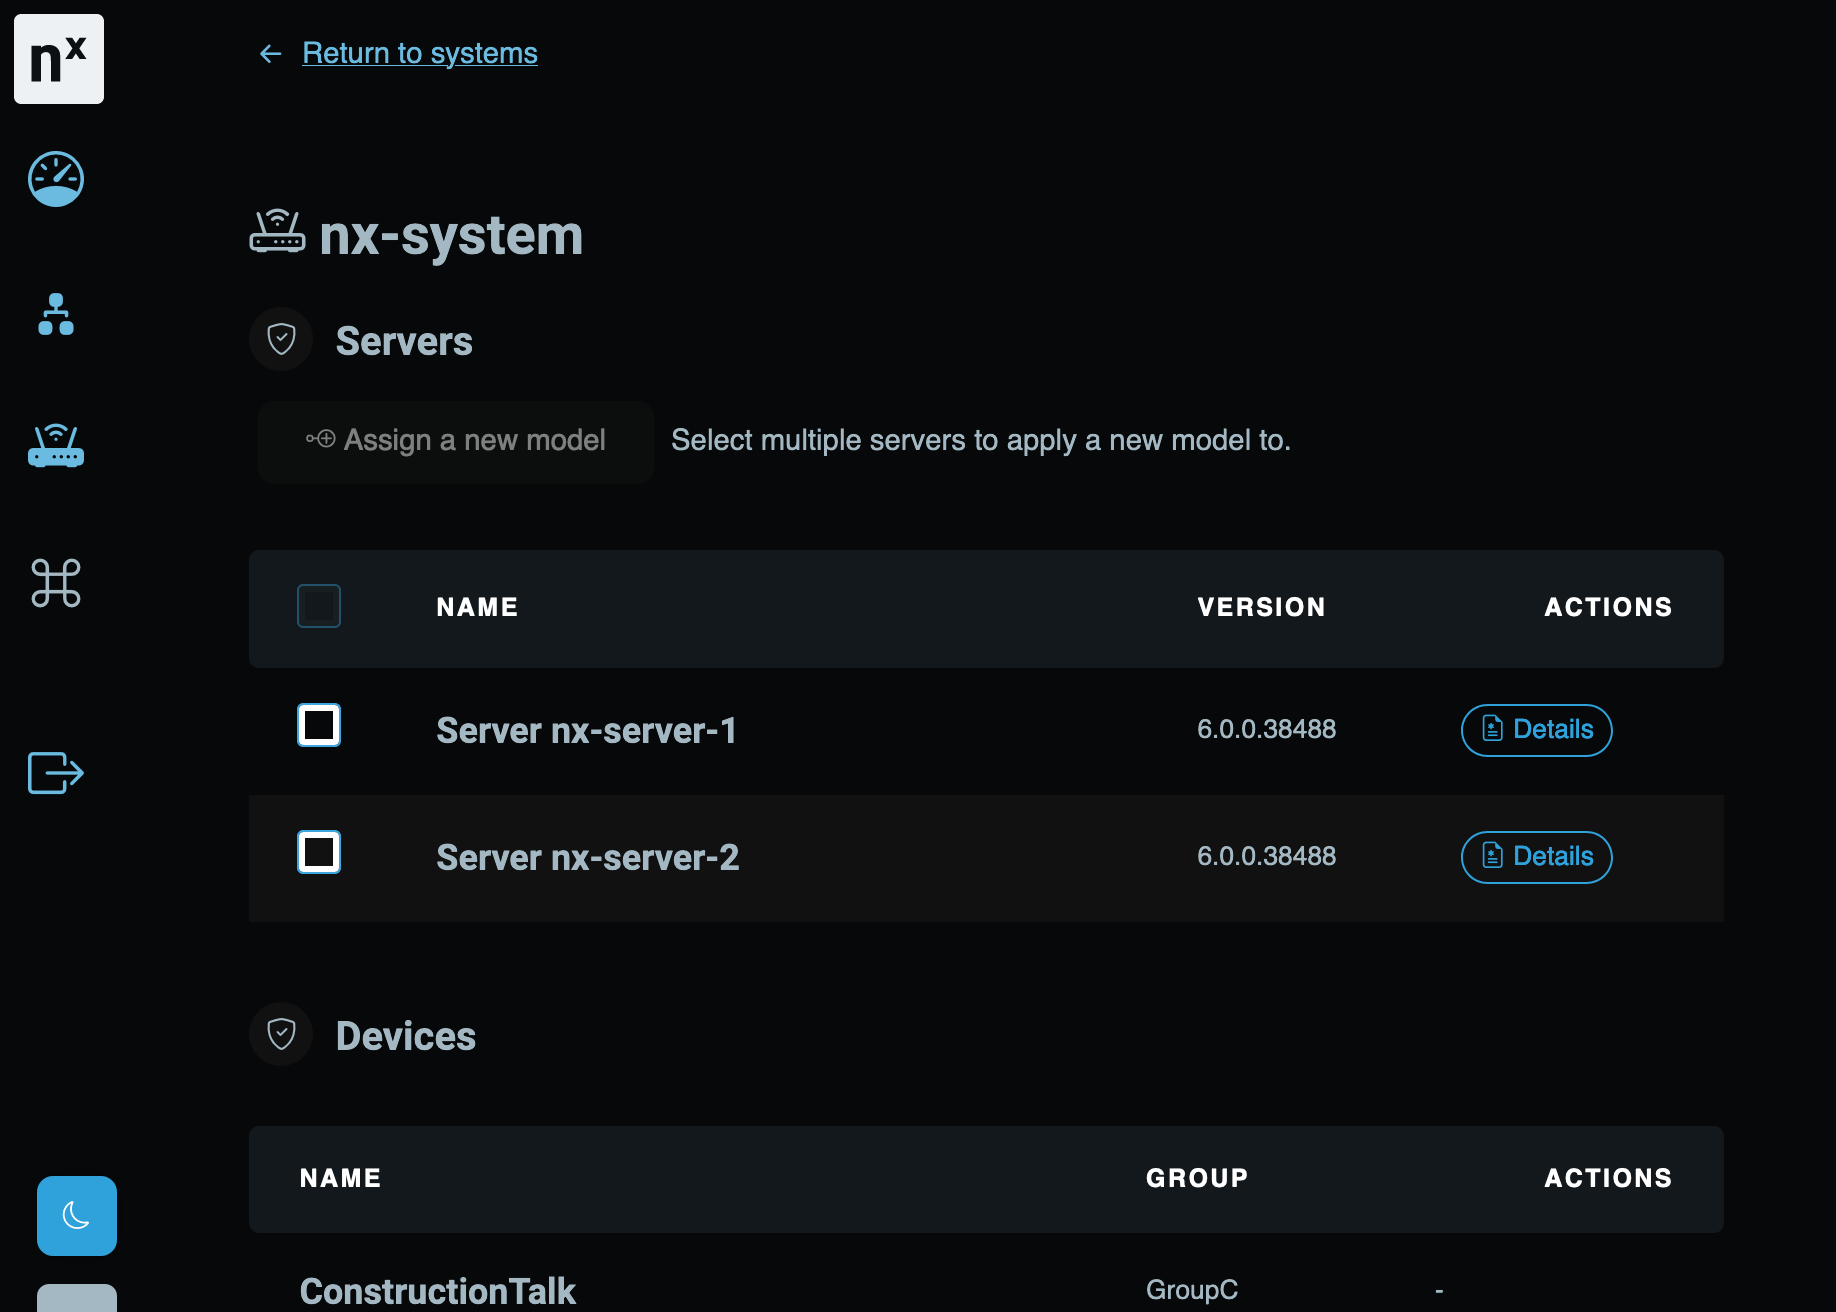 nx
Return to systems
nx-system
Servers
Assign a new model
Select multiple servers to apply a new model to.
NAME VERSION ACTIONS
Server nx-server-1 6.0.0.38488 Details
Server nx-server-2 6.0.0.38488 Details
Devices
NAME GROUP ACTIONS
ConstructionTalk GroupC -